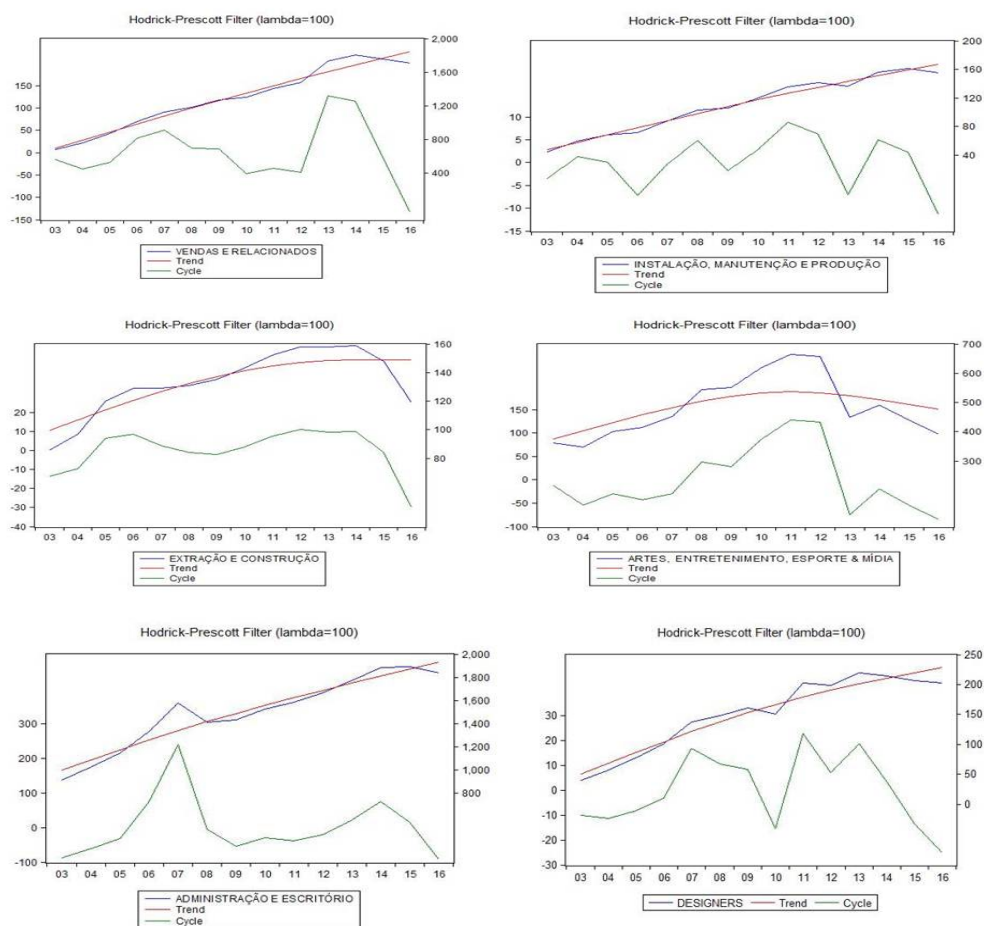 Hodrick-Prescott Filter (lambda=100)
2,000
1,600
1,200
800
400
150
100
50
0
-50
-100
-150
03 04 05 06 07 08 09 10 11 12 13 14 15 16
VENDAS E RELACIONADOS
Trend
Cycle
Hodrick-Prescott Filter (lambda=100)
200
160
120
80
40
10
5
0
-5
-10
-15
03 04 05 06 07 08 09 10 11 12 13 14 15 16
INSTALAÇÃO, MANUTENÇÃO E PRODUÇÃO
Trend
Cycle
Hodrick-Prescott Filter (lambda=100)
160
140
120
100
80
20
10
0
-10
-20
-30
-40
03 04 05 06 07 08 09 10 11 12 13 14 15 16
EXTRAÇÃO E CONSTRUÇÃO
Trend
Cycle
Hodrick-Prescott Filter (lambda=100)
700
600
500
400
300
150
100
50
0
-50
-100
03 04 05 06 07 08 09 10 11 12 13 14 15 16
ARTES, ENTRETENIMENTO, ESPORTE & MÍDIA
Trend
Cycle
Hodrick-Prescott Filter (lambda=100)
2,000
1,800
1,600
1,400
1,200
1,000
800
300
200
100
0
-100
03 04 05 06 07 08 09 10 11 12 13 14 15 16
ADMINISTRAÇÃO E ESCRITÓRIO
Trend
Cycle
Hodrick-Prescott Filter (lambda=100)
250
200
150
100
50
0
30
20
10
0
-10
-20
-30
03 04 05 06 07 08 09 10 11 12 13 14 15 16
DESIGNERS Trend Cycle